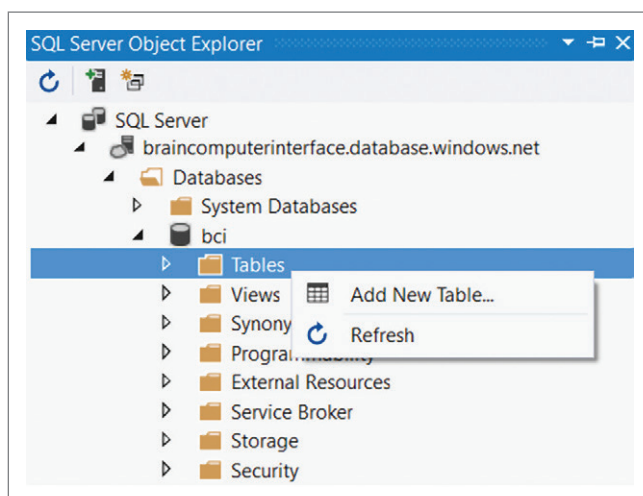 SQL Server Object Explorer
SQL Server
braincomputerinterface.database.windows.net
Databases
System Databases
bci
Tables
Views
Add New Table...
Synony
Refresh
External Resources
Service Broker
Storage
Security